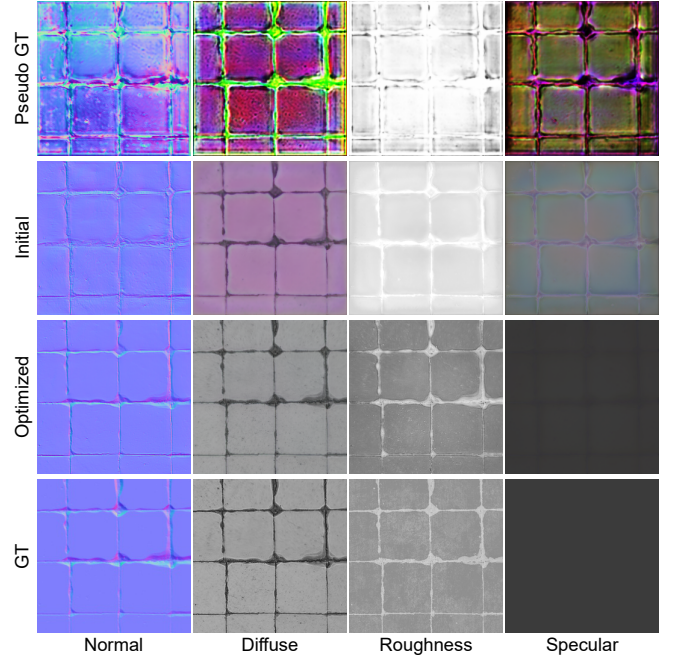 Pseudo GT
Initial
Optimized
GT
Normal
Diffuse
Roughness
Specular